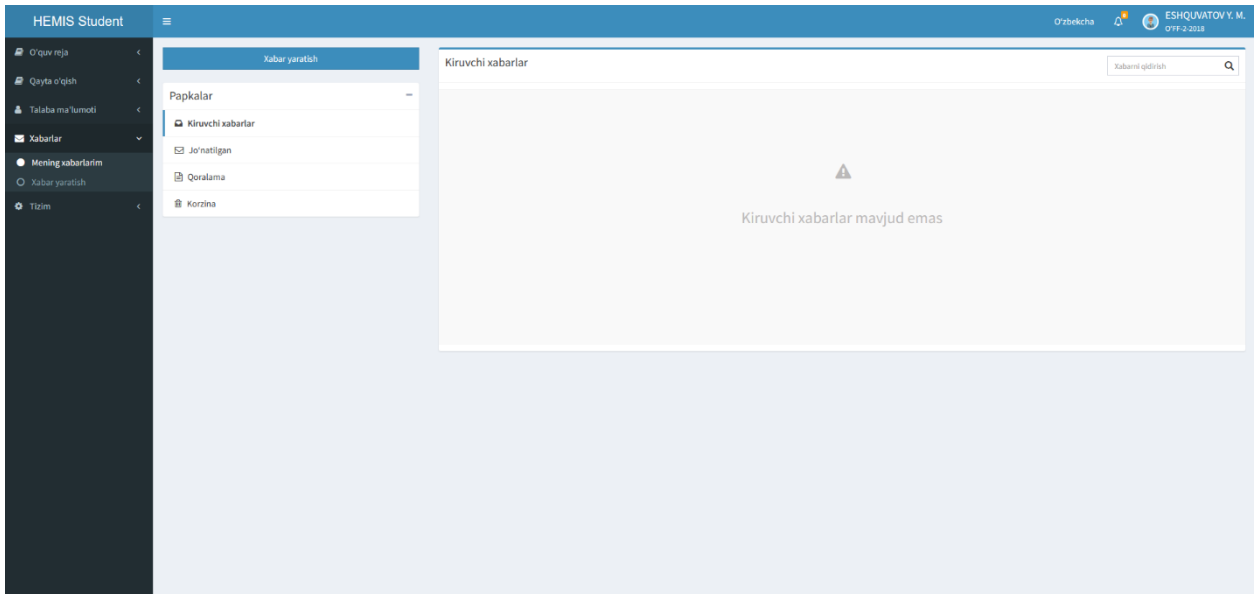 HEMIS Student
O'zbekcha
ESHQUVATOV Y. M.
O'FF-2-2018
O'quv reja
Qayta o'qish
Talaba ma'lumoti
Xabarlar
Mening xabarlarim
Xabar yaratish
Tizim
Xabar yaratish
Papkalar
Kiruvchi xabarlar
Jo'natilgan
Qoralama
Korzina
Kiruvchi xabarlar
Xabarni qidirish
Kiruvchi xabarlar mavjud emas